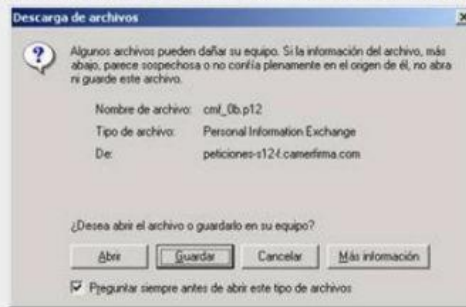 Descarga de archivos
Algunos archivos pueden dañar su equipo. Si la información del archivo, más
abajo, parece sospechosa o no confía plenamente en el origen de él, no abra
ni guarde este archivo.
Nombre de archivo: cmf_0b.p12
Tipo de archivo: Personal Information Exchange
De: peticiones-s12-l.camerfirma.com
¿Desea abrir el archivo o guardarlo en su equipo?
Abrir Guardar Cancelar Más información
Preguntar siempre antes de abrir este tipo de archivos